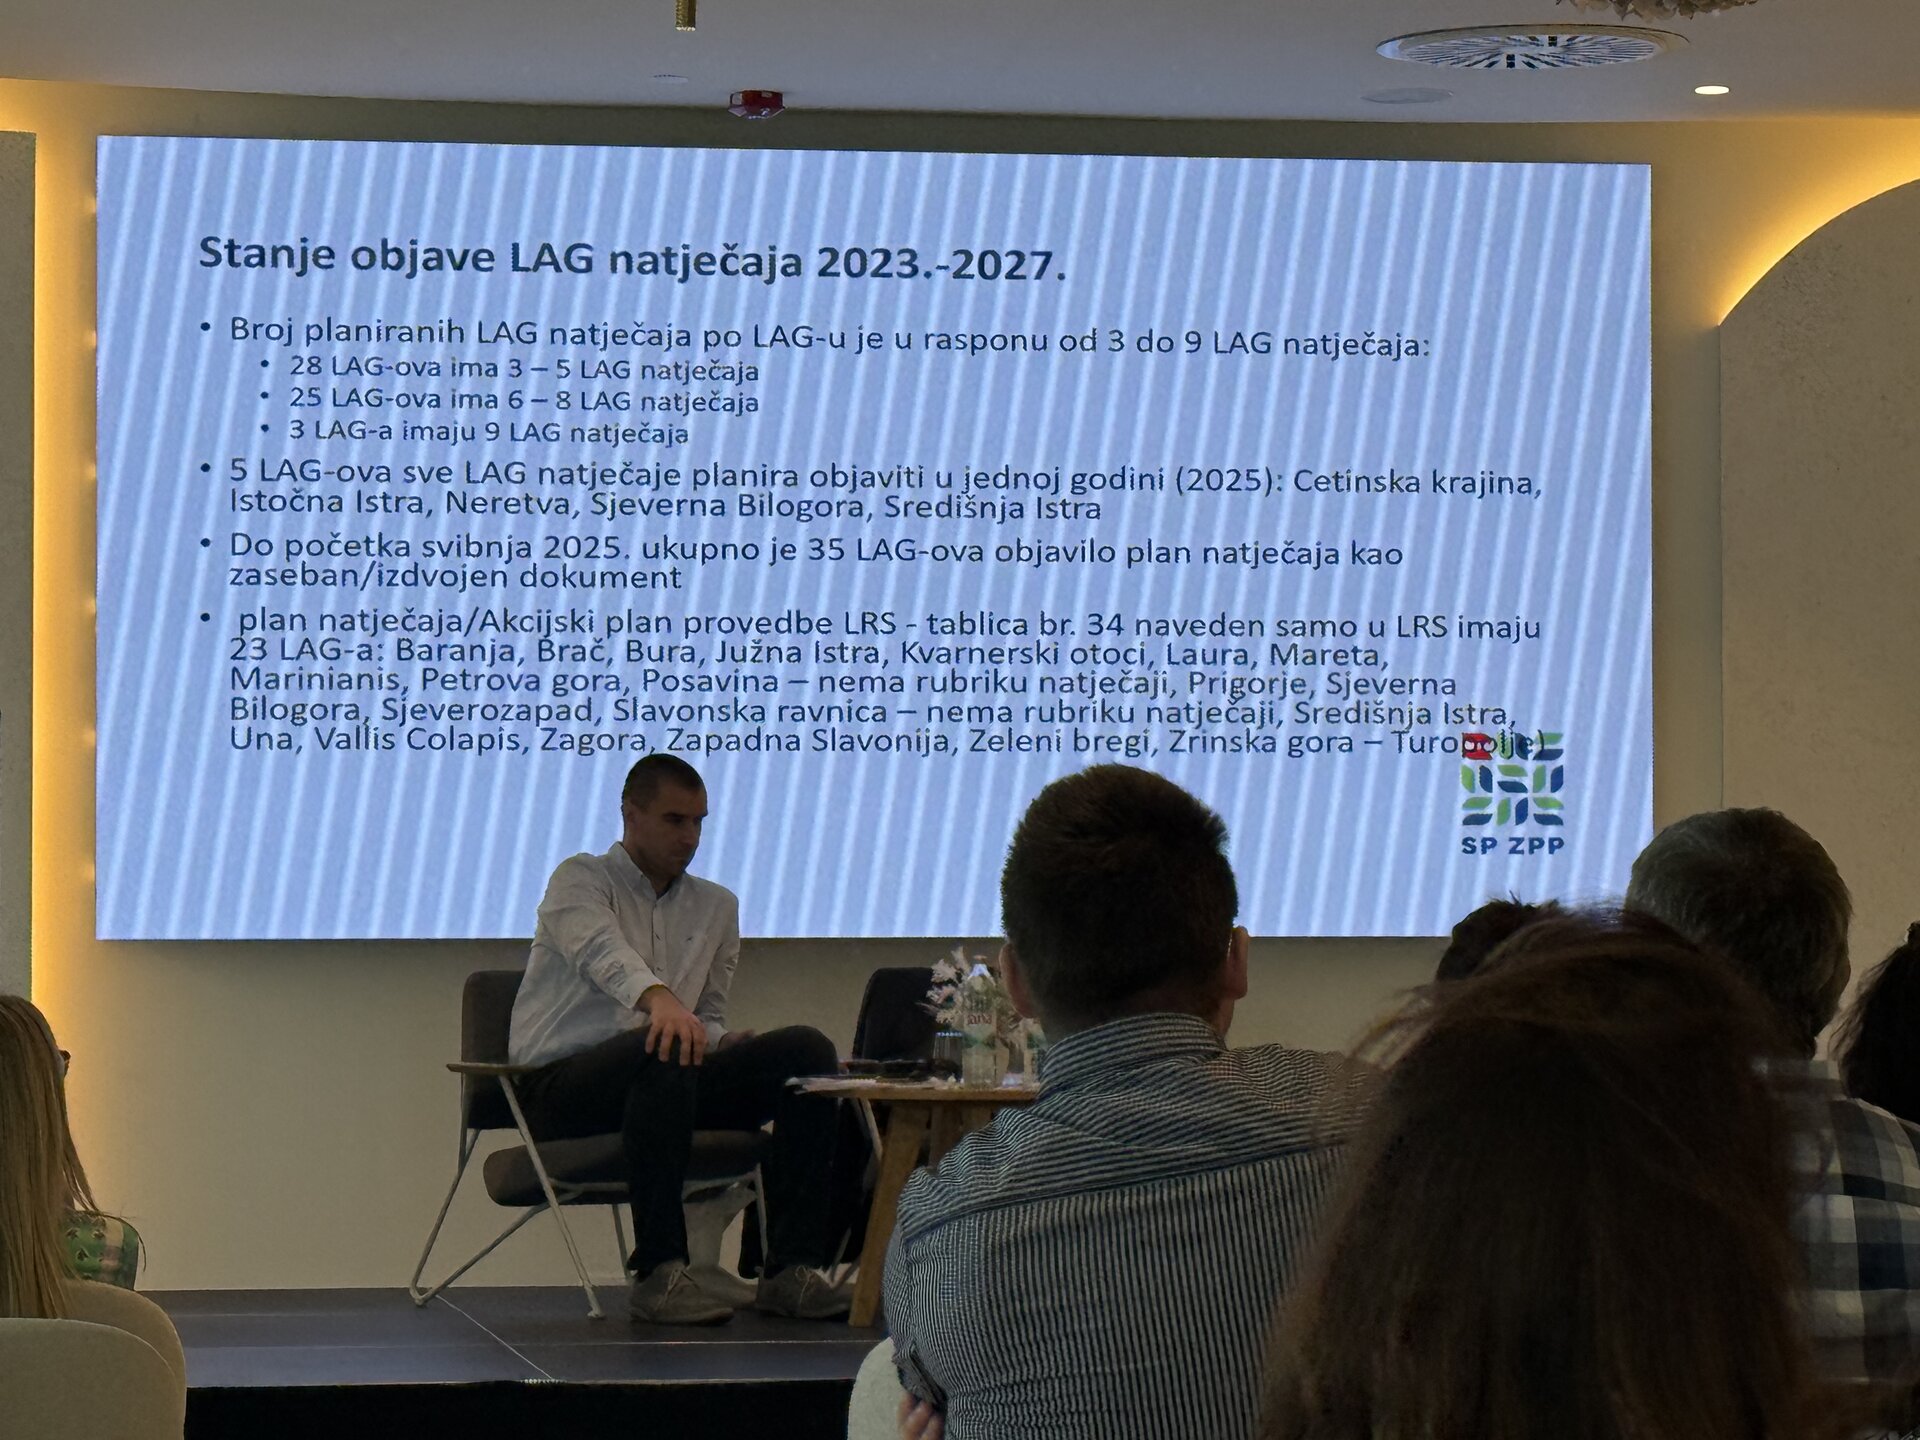 Stanje objave LAG natječaja 2023.-2027.
• Broj planiranih LAG natječaja po LAG-u je u rasponu od 3 do 9 LAG natječaja:
• 28 LAG-ova ima 3 – 5 LAG natječaja
• 25 LAG-ova ima 6 – 8 LAG natječaja
• 3 LAG-a imaju 9 LAG natječaja
• 5 LAG-ova sve LAG natječaje planira objaviti u jednoj godini (2025): Cetinska krajina,
Istočna Istra, Neretva, Sjeverna Bilogora, Središnja Istra
• Do početka svibnja 2025. ukupno je 35 LAG-ova objavilo plan natječaja kao
zaseban/izdvojen dokument
• plan natječaja/Akcijski plan provedbe LRS - tablica br. 34 naveden samo u LRS imaju
23 LAG-a: Baranja, Brač, Bura, Južna Istra, Kvarnerski otoci, Laura, Mareta,
Marinianis, Petrova gora, Posavina – nema rubriku natječaji, Prigorje, Sjeverna
Bilogora, Sjeverozapad, Slavonska ravnica – nema rubriku natječaji, Središnja Istra,
Una, Vallis Colapis, Zagora, Zapadna Slavonija, Zeleni bregi, Zrinska gora – Turopolje)
SP ZPP